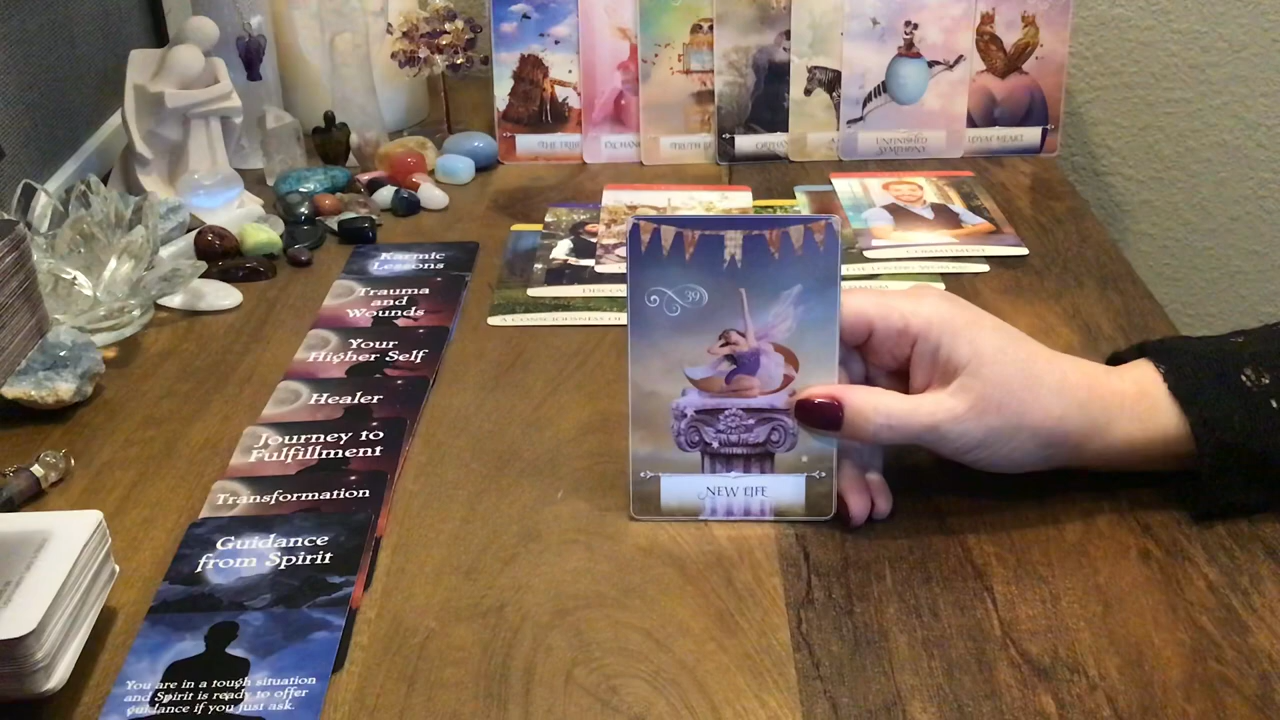 THE TRIBE
EXCHAN
TRUTH BE
ORPHAN
UNFINISHED
SYMPHONY
LOYAL HEART
COMMITMENT
DISCOV
A CONSCIOUSNESS OF
39
NEW LIFE
Karmic
Lessons
Trauma
and
Wounds
Your
Higher Self
Healer
Journey to
Fulfillment
Transformation
Guidance
from Spirit
You are in a tough situation
and Spirit is ready to offer
guidance if you just ask.